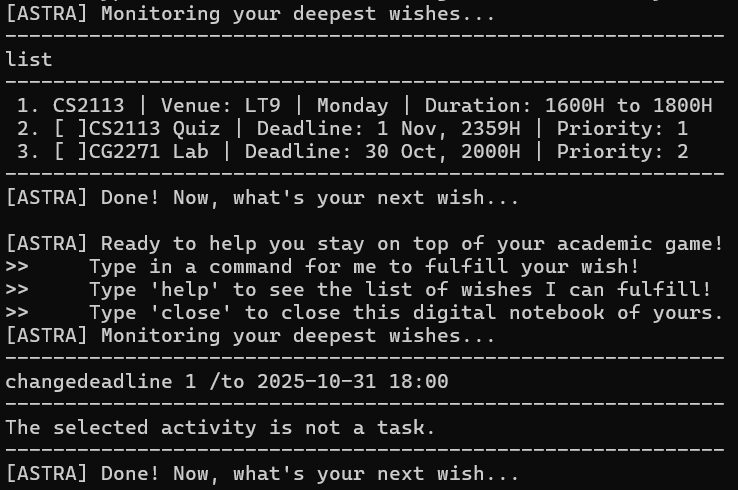 [ASTRA] Monitoring your deepest wishes...
------------------------------------------------------------
list
------------------------------------------------------------
 1. CS2113 | Venue: LT9 | Monday | Duration: 1600H to 1800H
 2. [ ]CS2113 Quiz | Deadline: 1 Nov, 2359H | Priority: 1
 3. [ ]CG2271 Lab | Deadline: 30 Oct, 2000H | Priority: 2
------------------------------------------------------------
[ASTRA] Done! Now, what's your next wish...

[ASTRA] Ready to help you stay on top of your academic game!
>>     Type in a command for me to fulfill your wish!
>>     Type 'help' to see the list of wishes I can fulfill!
>>     Type 'close' to close this digital notebook of yours.
[ASTRA] Monitoring your deepest wishes...
------------------------------------------------------------
changedeadline 1 /to 2025-10-31 18:00
------------------------------------------------------------
The selected activity is not a task.
------------------------------------------------------------
[ASTRA] Done! Now, what's your next wish...